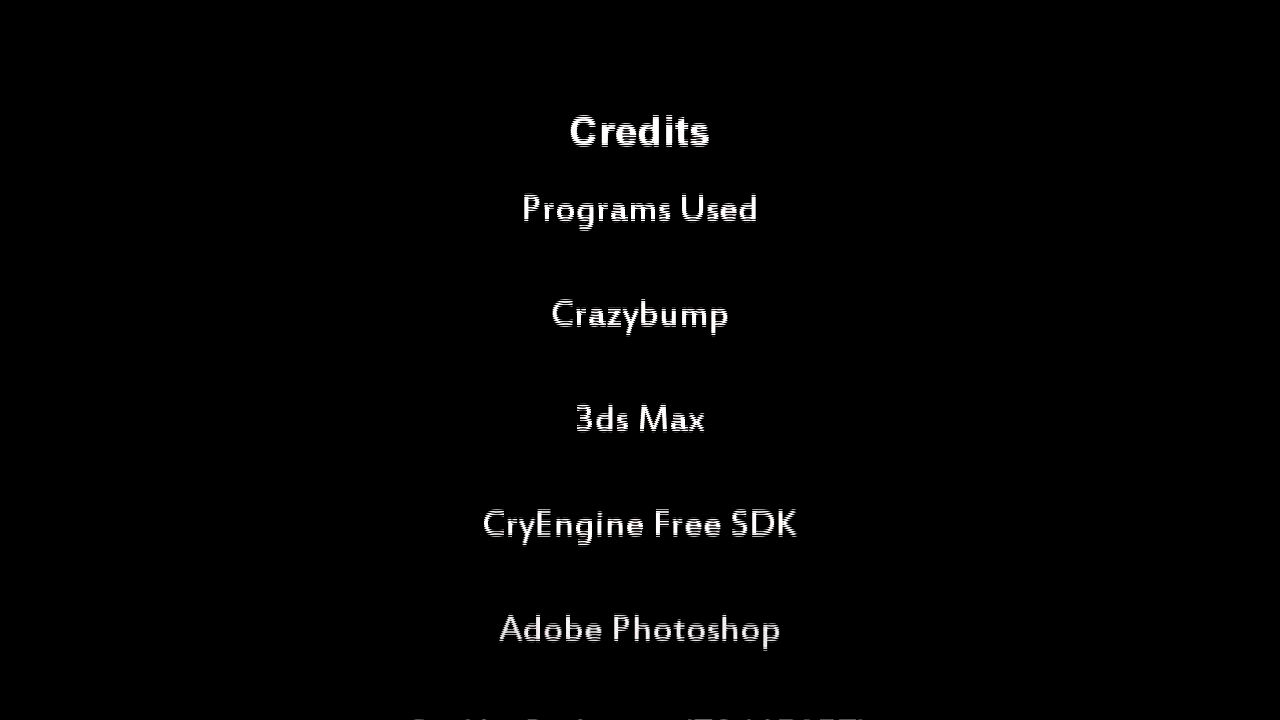 Credits
Programs Used
Crazybump
3ds Max
CryEngine Free SDK
Adobe Photoshop